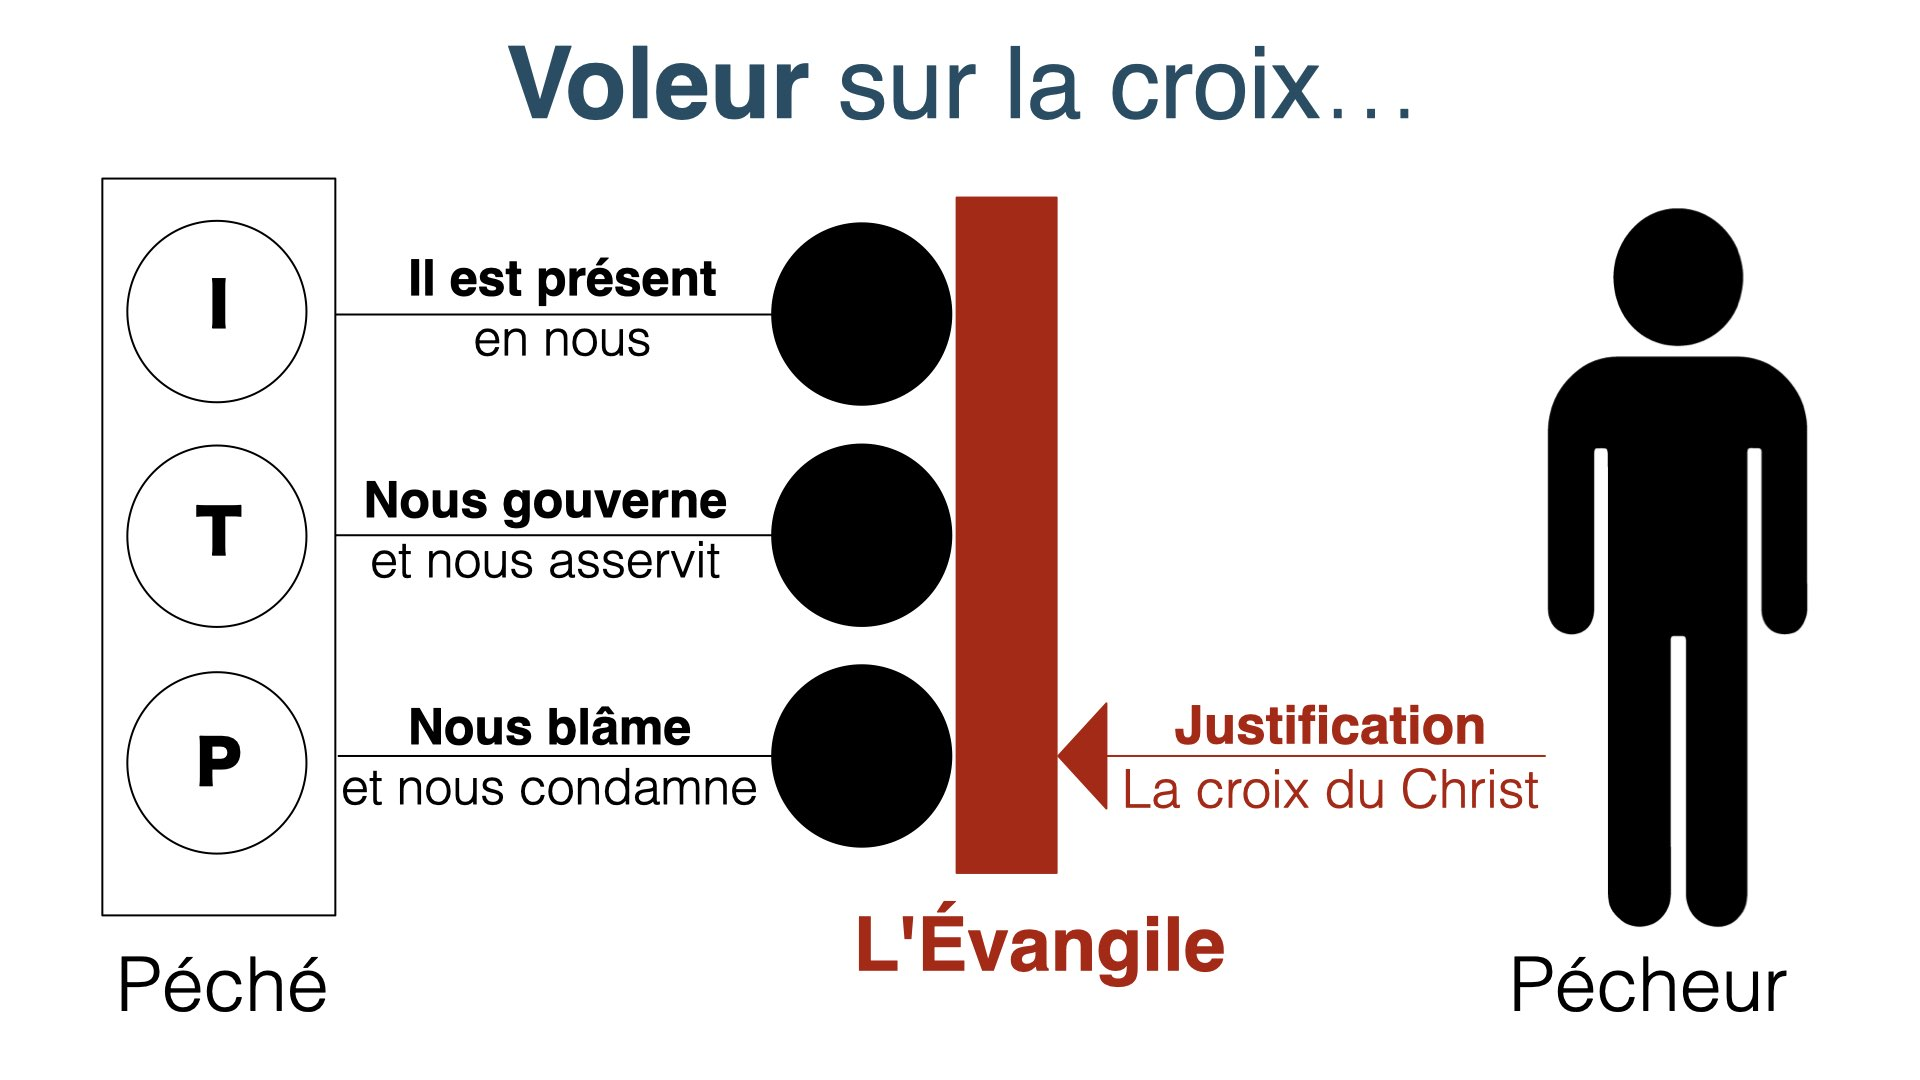 Voleur sur la croix…
I
Il est présent
en nous
T
Nous gouverne
et nous asservit
P
Nous blâme
et nous condamne
Justification
La croix du Christ
L'Évangile
Péché
Pécheur